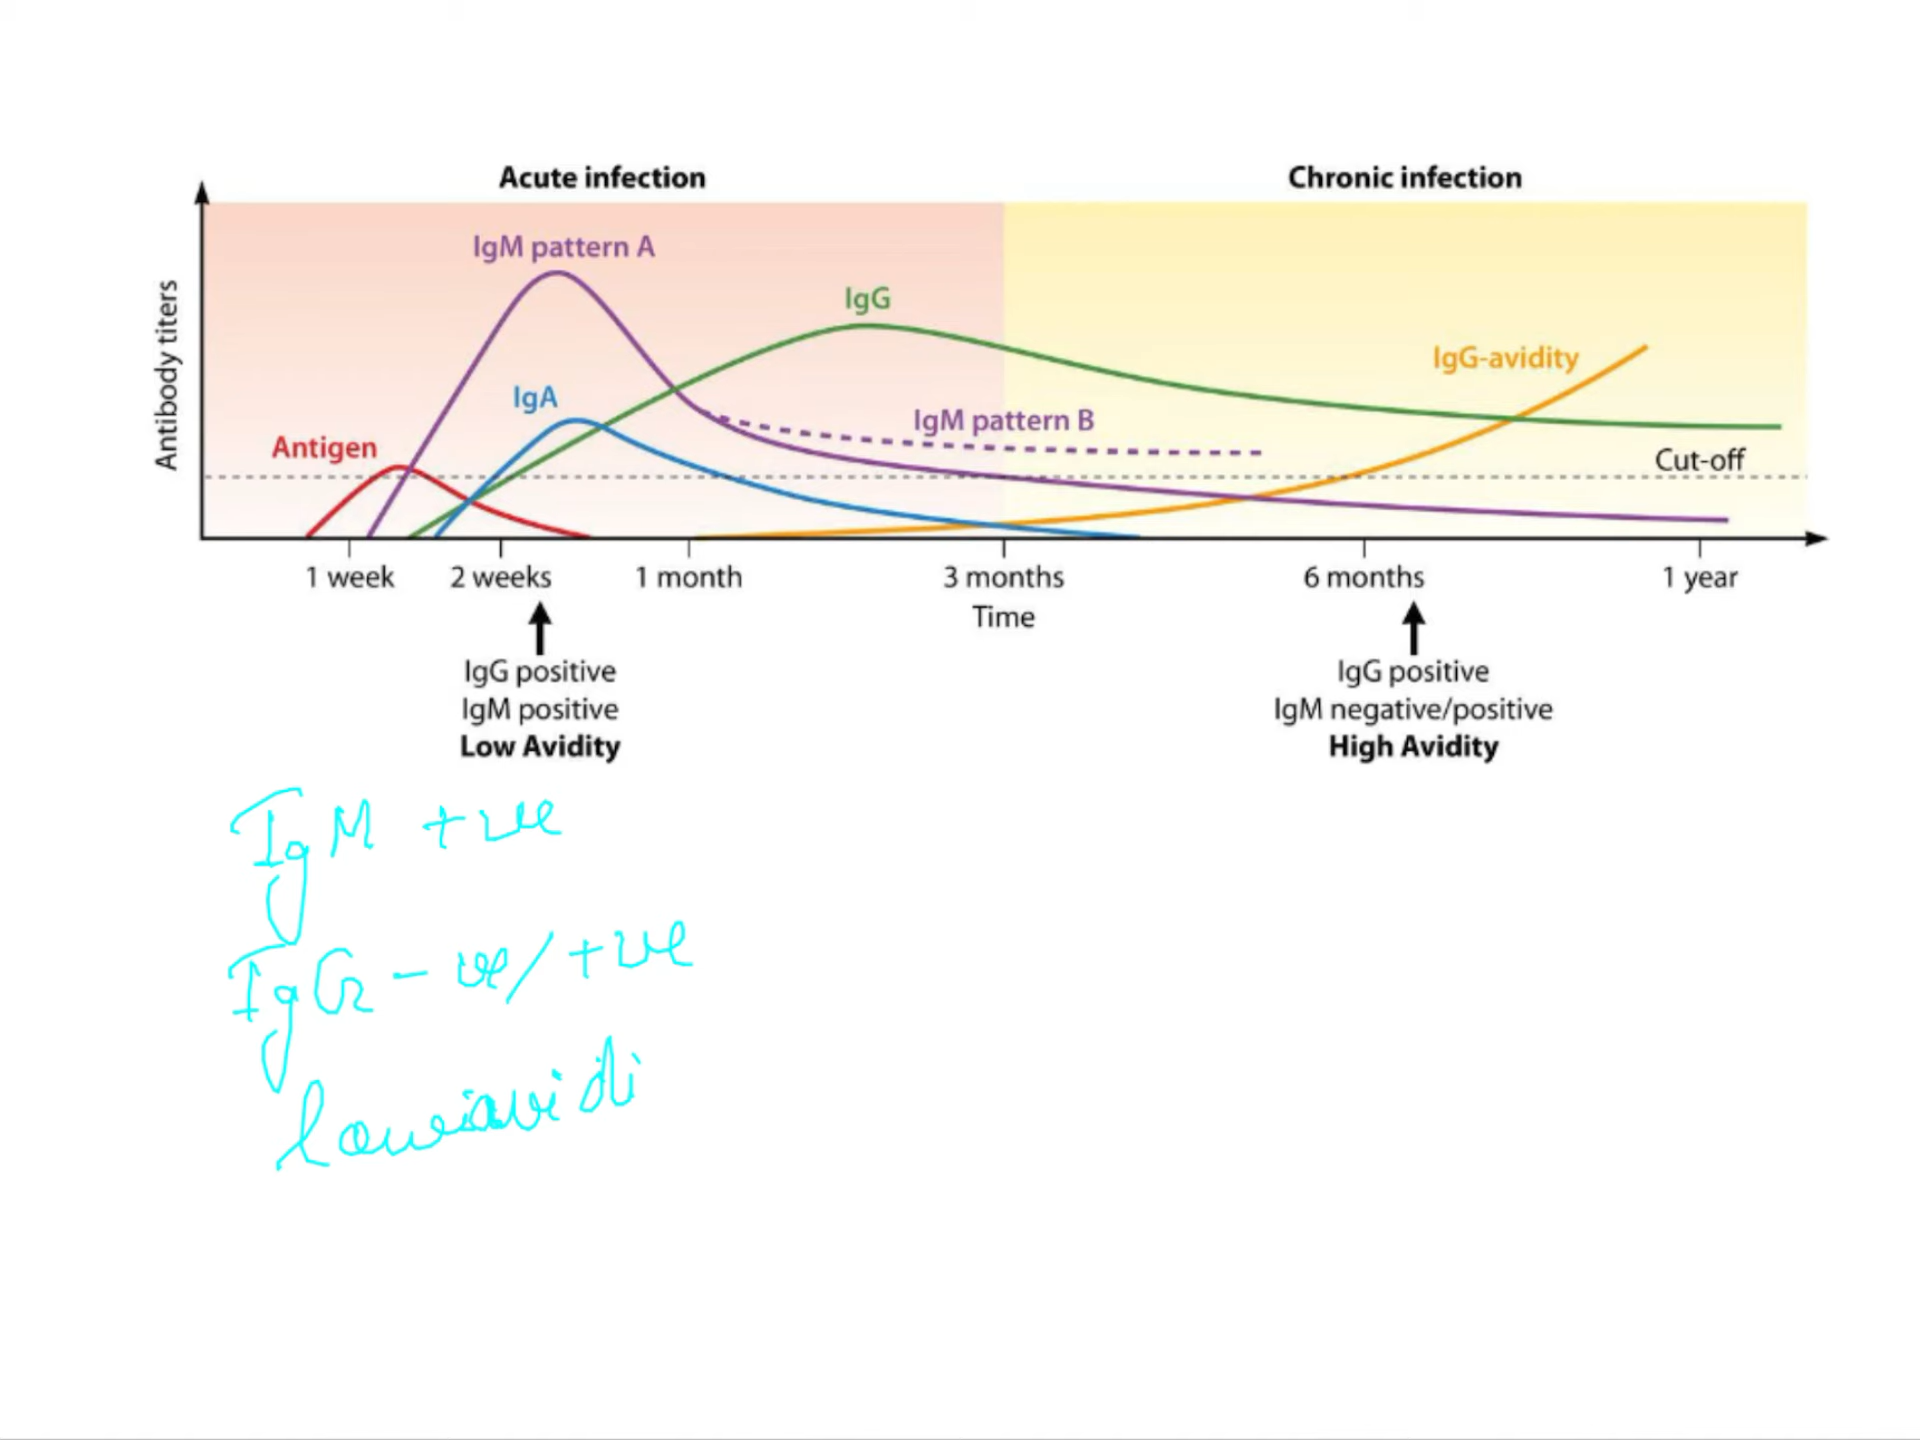 Acute infection
Chronic infection
IgM pattern A
IgG
IgG-avidity
IgA
IgM pattern B
Antigen
Cut-off
Antibody titers
1 week
2 weeks
1 month
3 months
6 months
1 year
Time
IgG positive
IgM positive
Low Avidity
IgG positive
IgM negative/positive
High Avidity
IgM +ve
IgG -ve/+ve